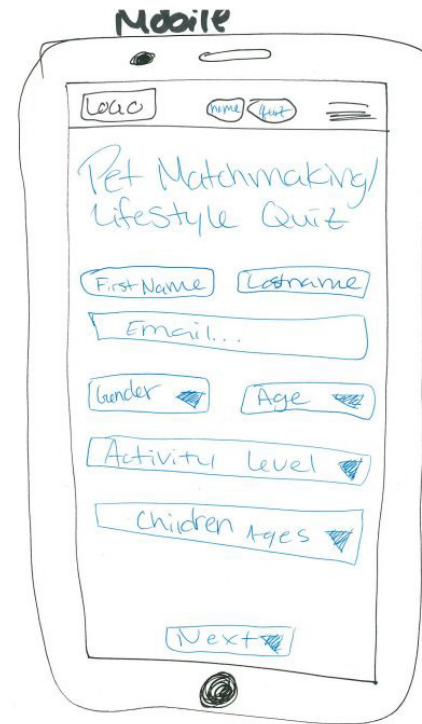 Mobile
Logo Home Quiz
Pet Matchmaking/
Lifestyle Quiz
First Name Lastname
Email...
Gender Age
Activity Level
Children Ages
Next